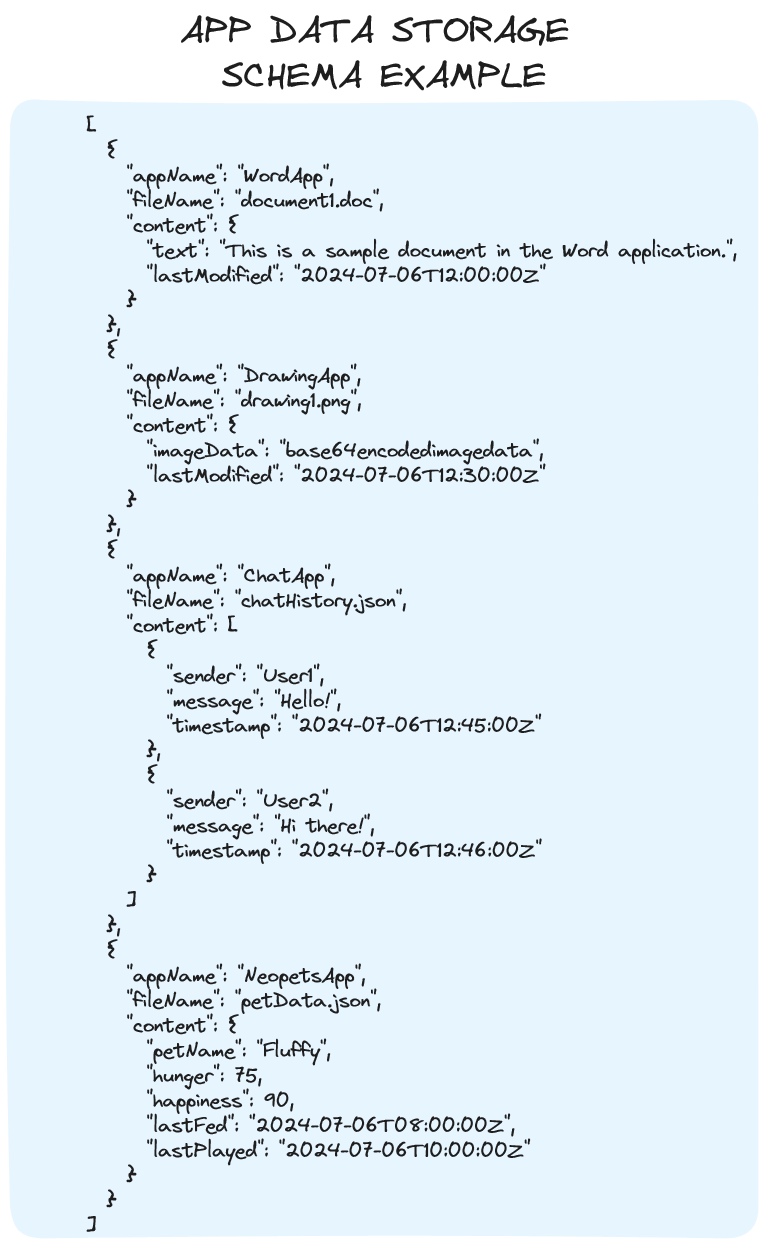 APP DATA STORAGE
SCHEMA EXAMPLE
[
  {
    "appName": "WordApp",
    "fileName": "document1.doc",
    "content": {
      "text": "This is a sample document in the Word application.",
      "lastModified": "2024-07-06T12:00:00Z"
    }
  },
  {
    "appName": "DrawingApp",
    "fileName": "drawing1.png",
    "content": {
      "imageData": "base64encodedimagedata",
      "lastModified": "2024-07-06T12:30:00Z"
    }
  },
  {
    "appName": "ChatApp",
    "fileName": "chatHistory.json",
    "content": [
      {
        "sender": "User1",
        "message": "Hello!",
        "timestamp": "2024-07-06T12:45:00Z"
      },
      {
        "sender": "User2",
        "message": "Hi there!",
        "timestamp": "2024-07-06T12:46:00Z"
      }
    ]
  },
  {
    "appName": "NeopetsApp",
    "fileName": "petData.json",
    "content": {
      "petName": "Fluffy",
      "hunger": 75,
      "happiness": 90,
      "lastFed": "2024-07-06T08:00:00Z",
      "lastPlayed": "2024-07-06T10:00:00Z"
    }
  }
]